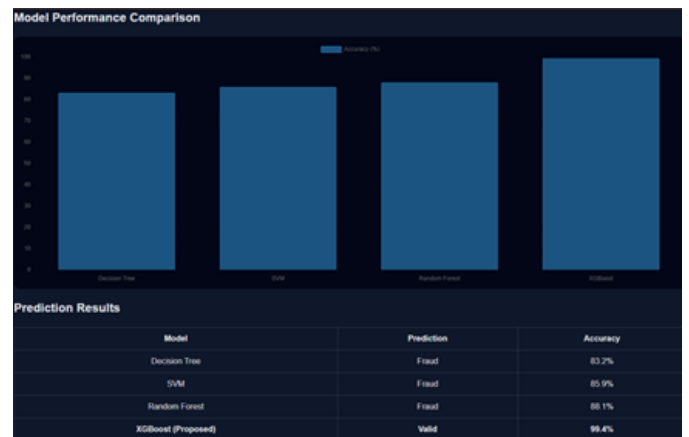 Model Performance Comparison
Accuracy (%)
100
90
80
70
60
50
40
30
20
10
0
Decision Tree SVM Random Forest XGBoost
Prediction Results
Model Prediction Accuracy
Decision Tree Fraud 83.2%
SVM Fraud 85.9%
Random Forest Fraud 88.1%
XGBoost (Proposed) Valid 99.4%